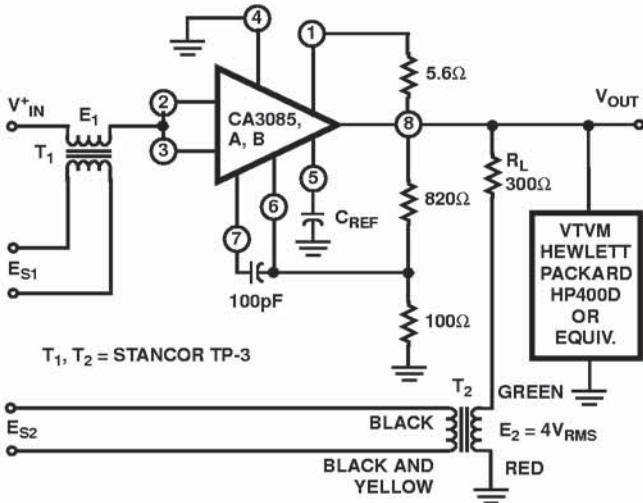 4
1
5.6Ω
V+IN
E1
2
CA3085,
A, B
8
VOUT
T1
3
RL
300Ω
5
820Ω
6
CREF
VTVM
HEWLETT
PACKARD
HP400D
OR
EQUIV.
ES1
7
100pF
100Ω
T1, T2 = STANCOR TP-3
T2
GREEN
ES2
BLACK
E2 = 4VRMS
BLACK AND
YELLOW
RED